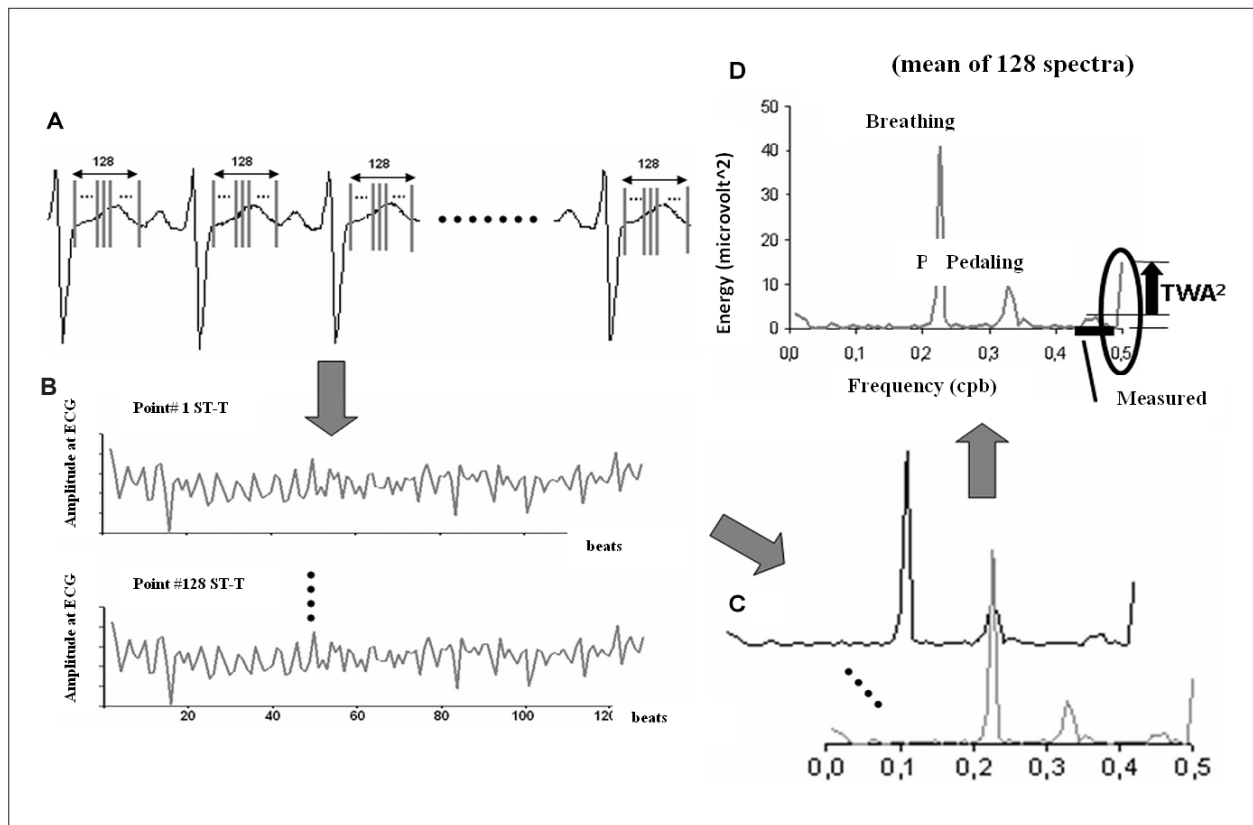 A
128
128
128
128
B
Point# 1 ST-T
Amplitude at ECG
beats
Point #128 ST-T
Amplitude at ECG
20
40
60
80
100
120
beats
D
(mean of 128 spectra)
50
40
30
20
10
0
Energy (microvolt^2)
Breathing
P Pedaling
TWA²
0,0
0,1
0,2
0,3
0,4
0,5
Frequency (cpb)
Measured
C
0,0
0,1
0,2
0,3
0,4
0,5